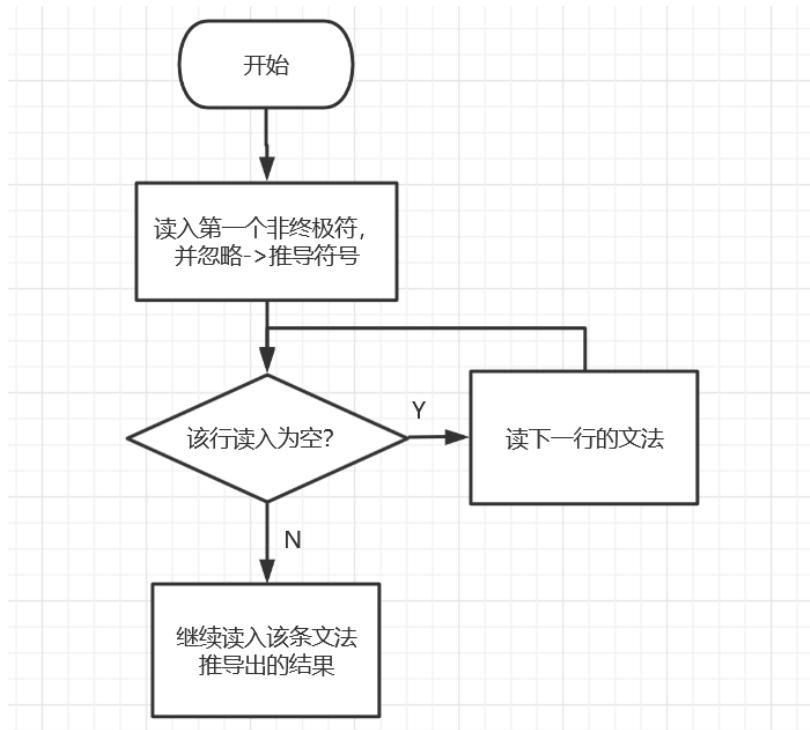 开始
读入第一个非终极符，
并忽略->推导符号
该行读入为空?
Y
读下一行的文法
N
继续读入该条文法
推导出的结果